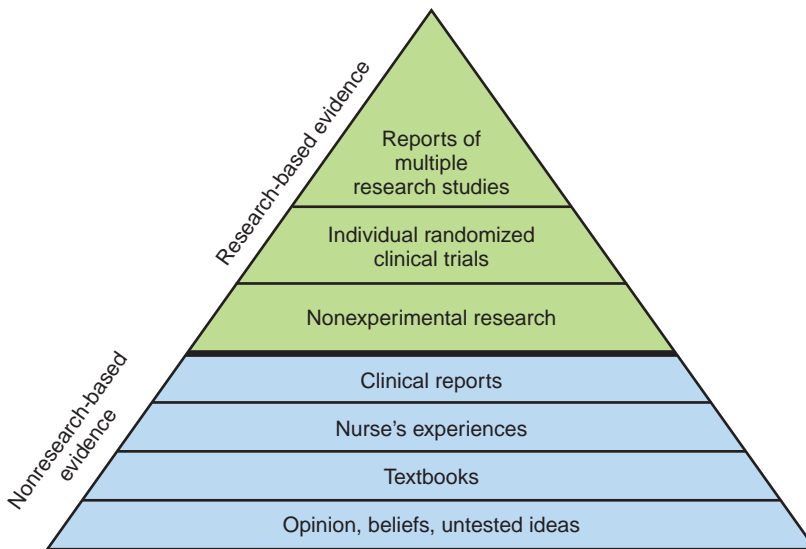 Research-based evidence
Reports of
multiple
research studies
Individual randomized
clinical trials
Nonexperimental research
Nonresearch-based
evidence
Clinical reports
Nurse’s experiences
Textbooks
Opinion, beliefs, untested ideas